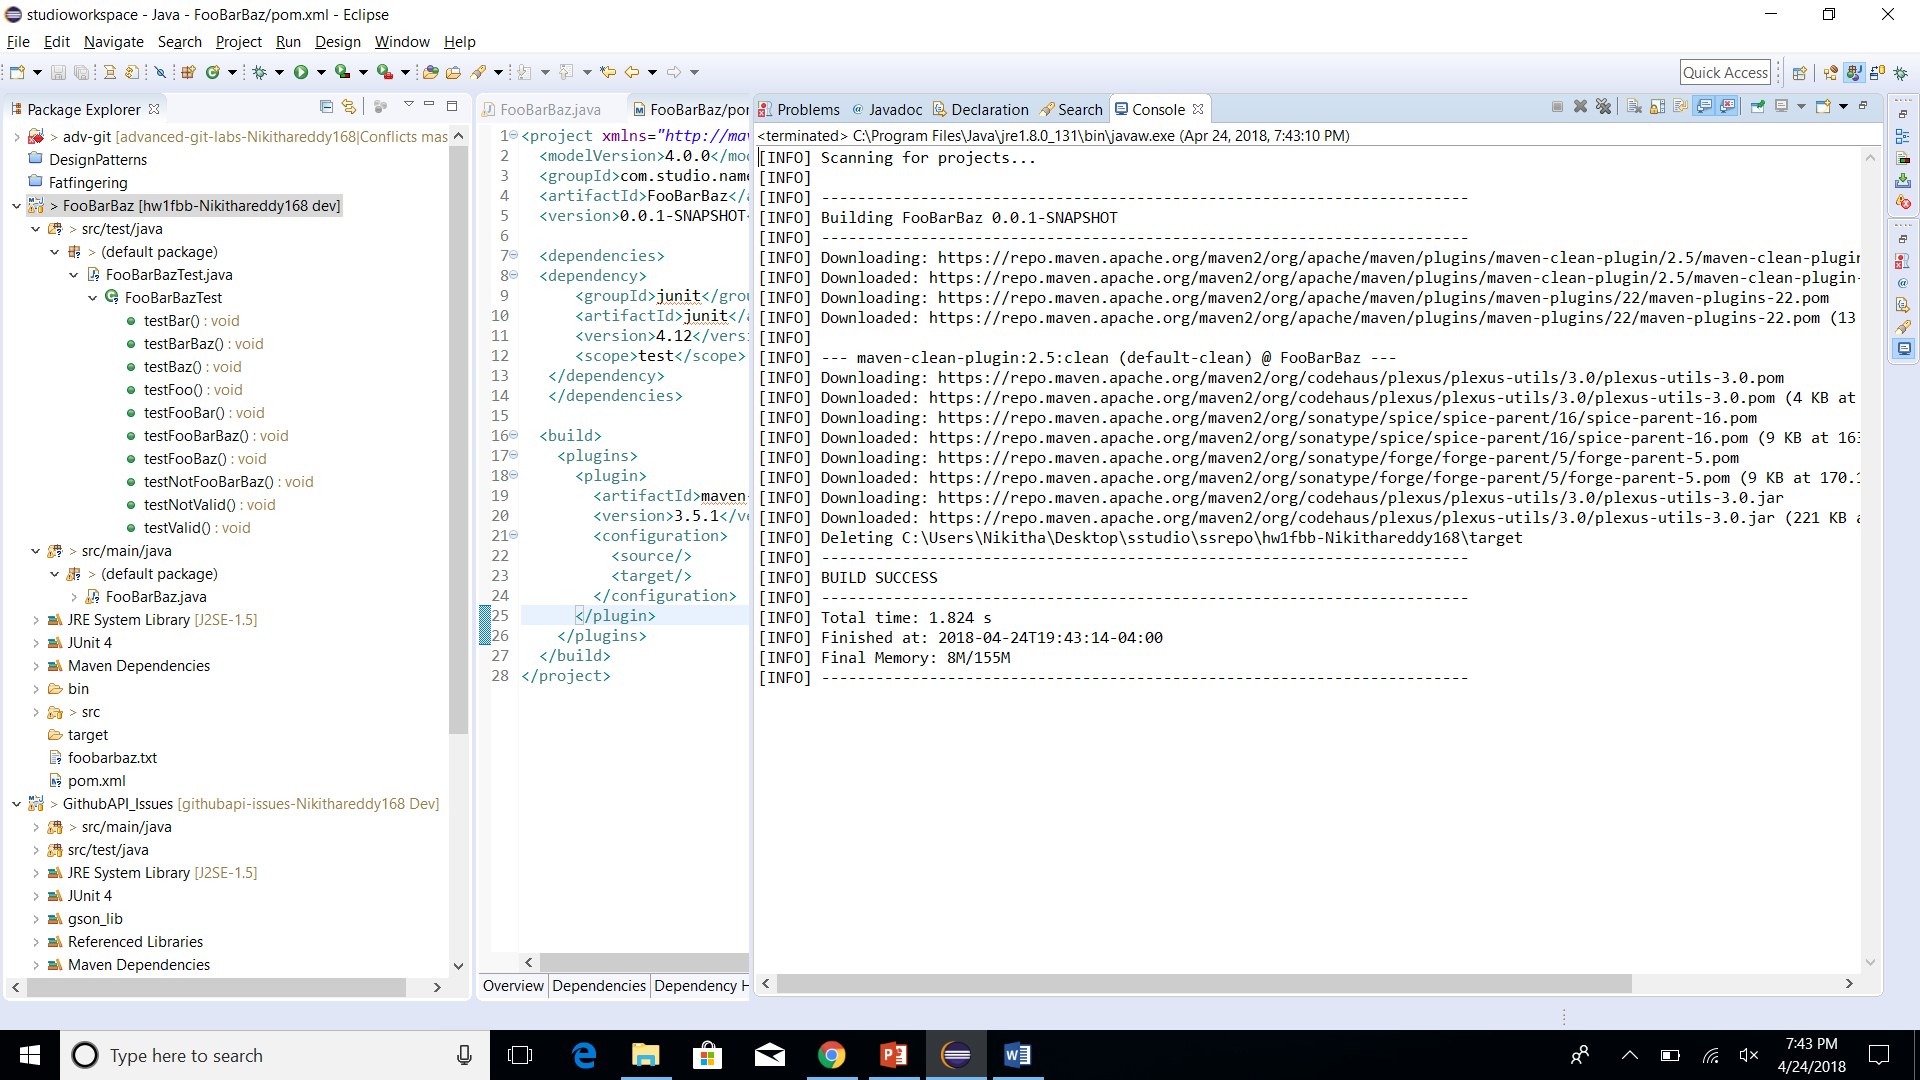 studioworkspace - Java - FooBarBaz/pom.xml - Eclipse
File Edit Navigate Search Project Run Design Window Help
Quick Access
Package Explorer
> adv-git [advanced-git-labs-Nikithareddy168|Conflicts mas
DesignPatterns
Fatfingering
> FooBarBaz [hw1fbb-Nikithareddy168 dev]
> src/test/java
> (default package)
FooBarBazTest.java
FooBarBazTest
testBar() : void
testBarBaz() : void
testBaz() : void
testFoo() : void
testFooBar() : void
testFooBarBaz() : void
testFooBaz() : void
testNotFooBarBaz() : void
testNotValid() : void
testValid() : void
> src/main/java
> (default package)
FooBarBaz.java
JRE System Library [J2SE-1.5]
JUnit 4
Maven Dependencies
bin
> src
target
foobarbaz.txt
pom.xml
> GithubAPI_Issues [githubapi-issues-Nikithareddy168 Dev]
> src/main/java
src/test/java
JRE System Library [J2SE-1.5]
JUnit 4
gson_lib
Referenced Libraries
Maven Dependencies
FooBarBaz.java FooBarBaz/por
1 <project xmlns="http://mav
2 <modelVersion>4.0.0</mod
3 <groupId>com.studio.name
4 <artifactId>FooBarBaz</a
5 <version>0.0.1-SNAPSHOT<
6
7 <dependencies>
8 <dependency>
9 <groupId>junit</grou
10 <artifactId>junit</a
11 <version>4.12</versi
12 <scope>test</scope>
13 </dependency>
14 </dependencies>
15
16 <build>
17 <plugins>
18 <plugin>
19 <artifactId>maven-
20 <version>3.5.1</ve
21 <configuration>
22 <source/>
23 <target/>
24 </configuration>
25 </plugin>
26 </plugins>
27 </build>
28 </project>
Overview Dependencies Dependency H
Problems @ Javadoc Declaration Search Console
<terminated> C:\Program Files\Java\jre1.8.0_131\bin\javaw.exe (Apr 24, 2018, 7:43:10 PM)
[INFO] Scanning for projects...
[INFO]
[INFO] ------------------------------------------------------------------------
[INFO] Building FooBarBaz 0.0.1-SNAPSHOT
[INFO] ------------------------------------------------------------------------
[INFO] Downloading: https://repo.maven.apache.org/maven2/org/apache/maven/plugins/maven-clean-plugin/2.5/maven-clean-plugin
[INFO] Downloaded: https://repo.maven.apache.org/maven2/org/apache/maven/plugins/maven-clean-plugin/2.5/maven-clean-plugin-
[INFO] Downloading: https://repo.maven.apache.org/maven2/org/apache/maven/plugins/maven-plugins/22/maven-plugins-22.pom
[INFO] Downloaded: https://repo.maven.apache.org/maven2/org/apache/maven/plugins/maven-plugins/22/maven-plugins-22.pom (13
[INFO]
[INFO] --- maven-clean-plugin:2.5:clean (default-clean) @ FooBarBaz ---
[INFO] Downloading: https://repo.maven.apache.org/maven2/org/codehaus/plexus/plexus-utils/3.0/plexus-utils-3.0.pom
[INFO] Downloaded: https://repo.maven.apache.org/maven2/org/codehaus/plexus/plexus-utils/3.0/plexus-utils-3.0.pom (4 KB at
[INFO] Downloading: https://repo.maven.apache.org/maven2/org/sonatype/spice/spice-parent/16/spice-parent-16.pom
[INFO] Downloaded: https://repo.maven.apache.org/maven2/org/sonatype/spice/spice-parent/16/spice-parent-16.pom (9 KB at 163
[INFO] Downloading: https://repo.maven.apache.org/maven2/org/sonatype/forge/forge-parent/5/forge-parent-5.pom
[INFO] Downloaded: https://repo.maven.apache.org/maven2/org/sonatype/forge/forge-parent/5/forge-parent-5.pom (9 KB at 170.1
[INFO] Downloading: https://repo.maven.apache.org/maven2/org/codehaus/plexus/plexus-utils/3.0/plexus-utils-3.0.jar
[INFO] Downloaded: https://repo.maven.apache.org/maven2/org/codehaus/plexus/plexus-utils/3.0/plexus-utils-3.0.jar (221 KB a
[INFO] Deleting C:\Users\Nikitha\Desktop\sstudio\ssrepo\hw1fbb-Nikithareddy168\target
[INFO] ------------------------------------------------------------------------
[INFO] BUILD SUCCESS
[INFO] ------------------------------------------------------------------------
[INFO] Total time: 1.824 s
[INFO] Finished at: 2018-04-24T19:43:14-04:00
[INFO] Final Memory: 8M/155M
[INFO] ------------------------------------------------------------------------
Type here to search
7:43 PM
4/24/2018